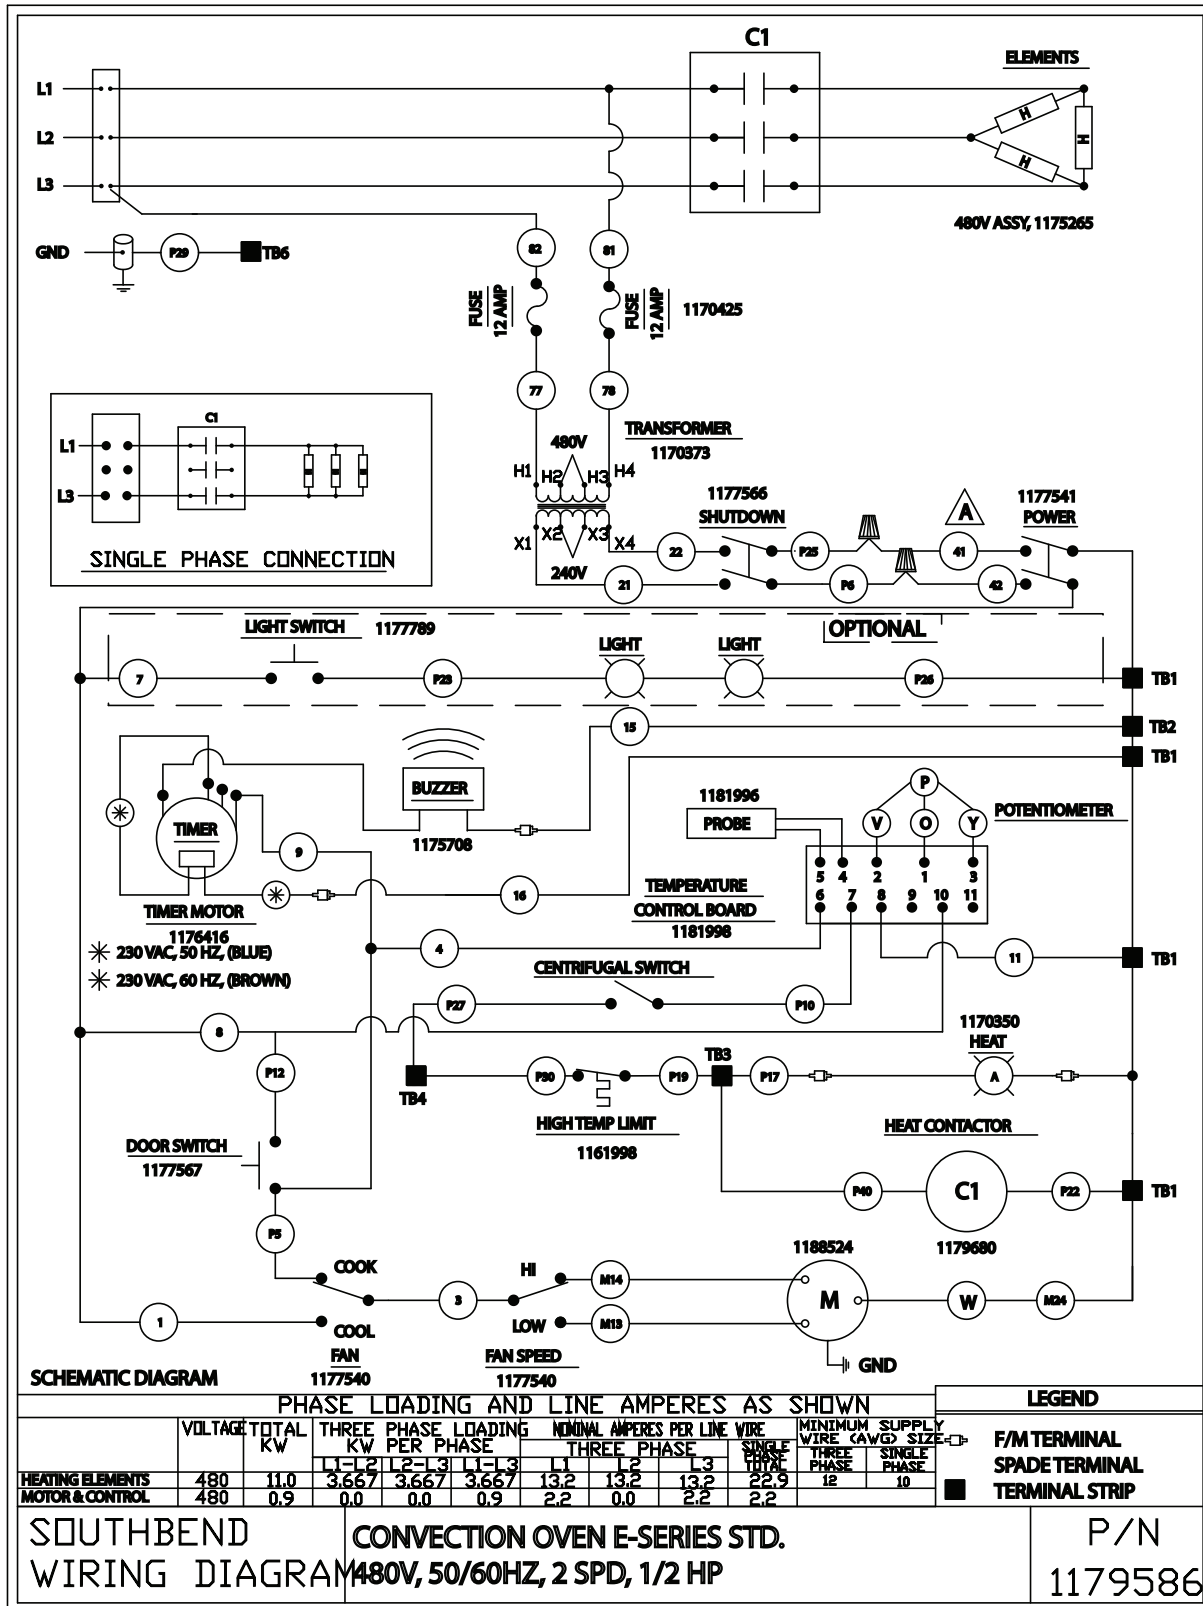 C1
ELEMENTS
L1
L2
L3
H
H
H
480V ASSY, 1175265
GND
P29
TB6
82
81
FUSE
12 AMP
FUSE
12 AMP
1170425
77
78
L1
C1
L3
SINGLE PHASE CONNECTION
480V
TRANSFORMER
1170373
H1 H2 H3 H4
X1 X2 X3 X4
240V
1177566
SHUTDOWN
A
1177541
POWER
22
P25
41
21
P6
42
LIGHT SWITCH 1177789
OPTIONAL
LIGHT
LIGHT
7
P23
P26
TB1
15
TB2
TB1
BUZZER
1175708
TIMER
9
16
TIMER MOTOR
1176416
230 VAC, 50 HZ, (BLUE)
230 VAC, 60 HZ, (BROWN)
1181996
PROBE
P
V O Y
POTENTIOMETER
5 4 2 1 3
6 7 8 9 10 11
TEMPERATURE
CONTROL BOARD
1181998
4
11
TB1
CENTRIFUGAL SWITCH
P27
P10
8
1170350
HEAT
P12
TB4
P30
P19
TB3
P17
A
HIGH TEMP LIMIT
1161998
HEAT CONTACTOR
DOOR SWITCH
1177567
P40
C1
P22
TB1
1179680
P5
COOK
HI
M14
1188524
3
M
W
M24
1
COOL
LOW
M13
FAN
1177540
FAN SPEED
1177540
GND
SCHEMATIC DIAGRAM
PHASE LOADING AND LINE AMPERES AS SHOWN
LEGEND
VOLTAGE
TOTAL
KW
THREE PHASE LOADING
KW PER PHASE
NOMINAL AMPERES PER LINE WIRE
MINIMUM SUPPLY
WIRE (AWG) SIZE
THREE PHASE
SINGLE
PHASE
TOTAL
THREE
PHASE
SINGLE
PHASE
L1-L2 L2-L3 L1-L3 L1 L2 L3
HEATING ELEMENTS 480 11.0 3.667 3.667 3.667 13.2 13.2 13.2 22.9 12 10
MOTOR & CONTROL 480 0.9 0.0 0.0 0.9 2.2 0.0 2.2 2.2
F/M TERMINAL
SPADE TERMINAL
TERMINAL STRIP
SOUTHBEND
WIRING DIAGRAM
CONVECTION OVEN E-SERIES STD.
480V, 50/60HZ, 2 SPD, 1/2 HP
P/N
1179586